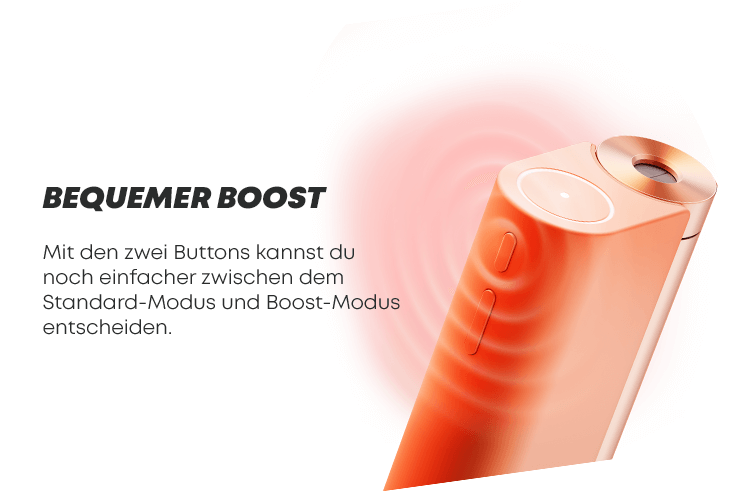 BEQUEMER BOOST
Mit den zwei Buttons kannst du
noch einfacher zwischen dem
Standard-Modus und Boost-Modus
entscheiden.